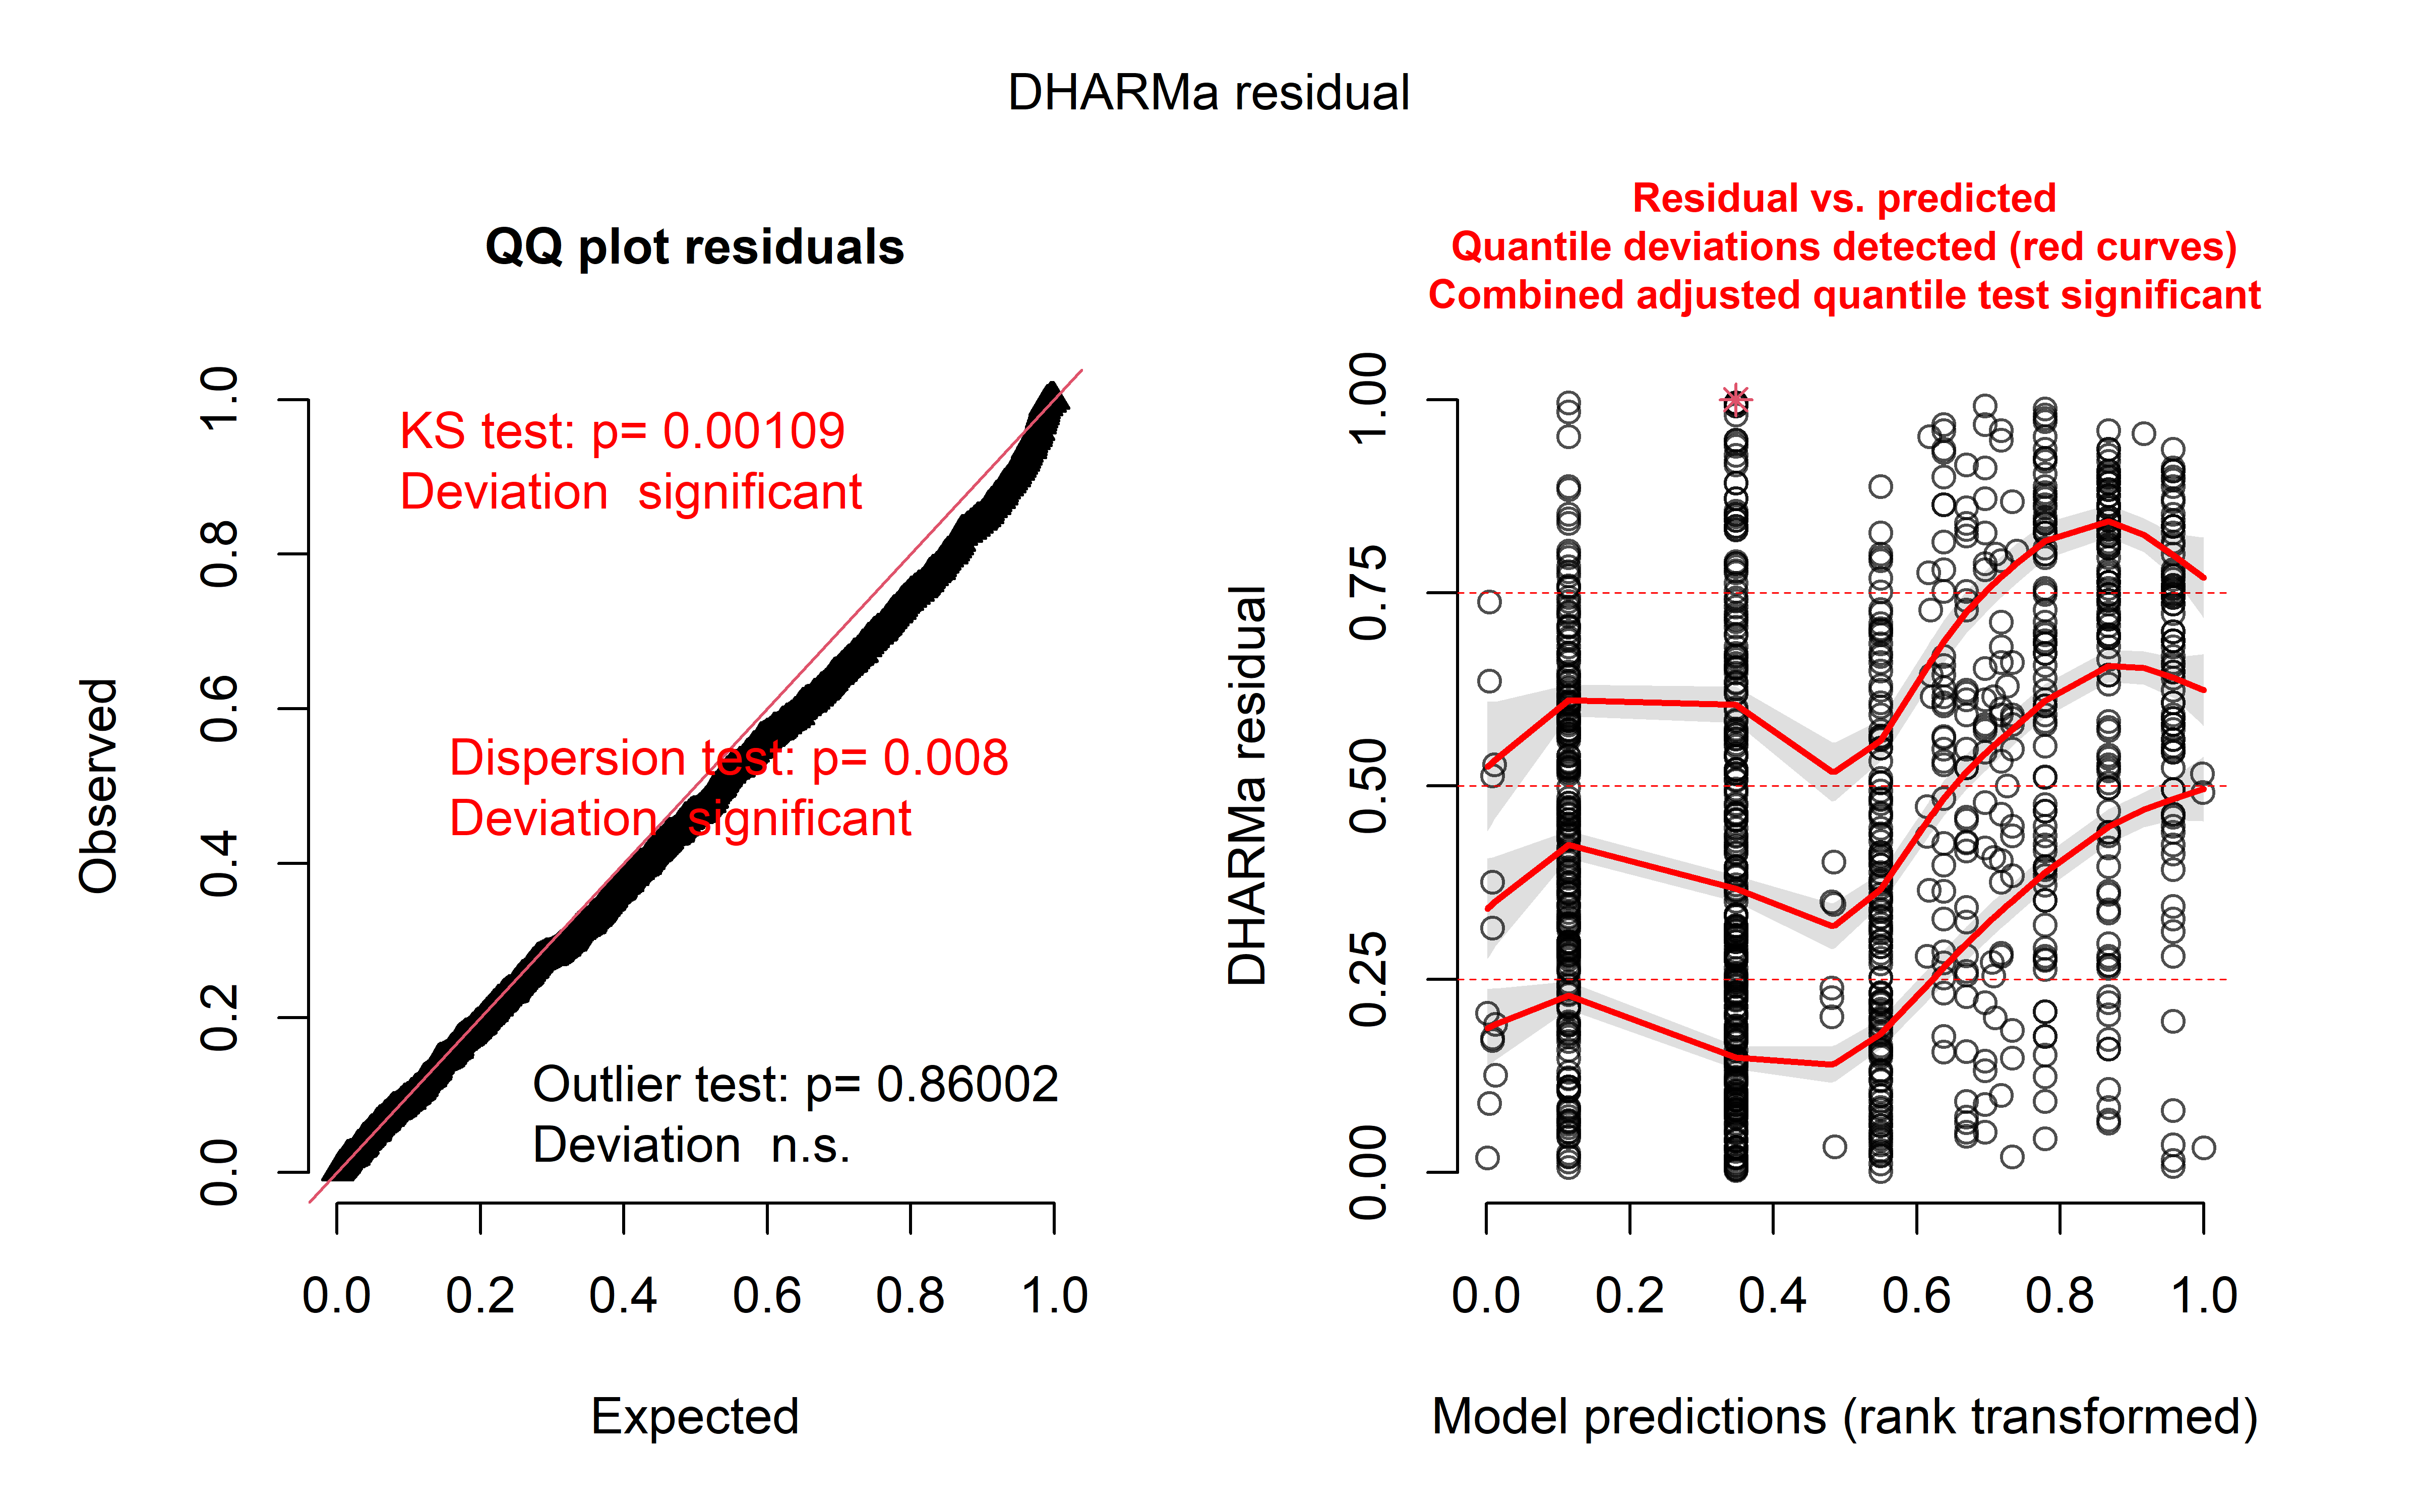 DHARMa residual
QQ plot residuals
KS test: p= 0.00109
Deviation  significant
Dispersion test: p= 0.008
Deviation  significant
Outlier test: p= 0.86002
Deviation  n.s.
Observed
0.0 0.2 0.4 0.6 0.8 1.0
0.0 0.2 0.4 0.6 0.8 1.0
Expected
Residual vs. predicted
Quantile deviations detected (red curves)
Combined adjusted quantile test significant
DHARMa residual
0.00 0.25 0.50 0.75 1.00
0.0 0.2 0.4 0.6 0.8 1.0
Model predictions (rank transformed)